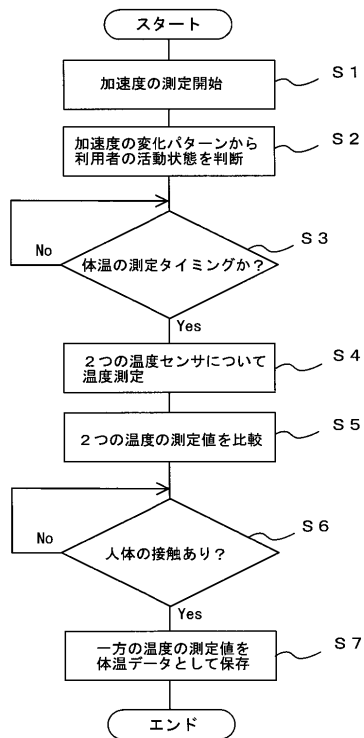 スタート
加速度の測定開始
S1
加速度の変化パターンから
利用者の活動状態を判断
S2
体温の測定タイミングか?
S3
No
Yes
2つの温度センサについて
温度測定
S4
2つの温度の測定値を比較
S5
人体の接触あり?
S6
No
Yes
一方の温度の測定値を
体温データとして保存
S7
エンド